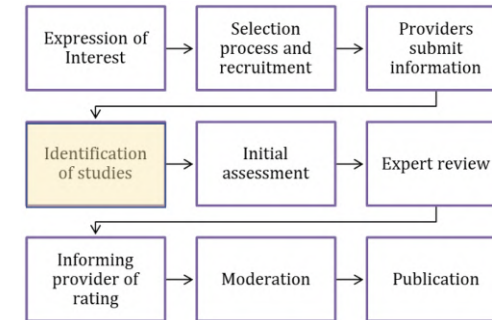 Expression of
Interest
Selection
process and
recruitment
Providers
submit
information
Identification
of studies
Initial
assessment
Expert review
Informing
provider of
rating
Moderation
Publication